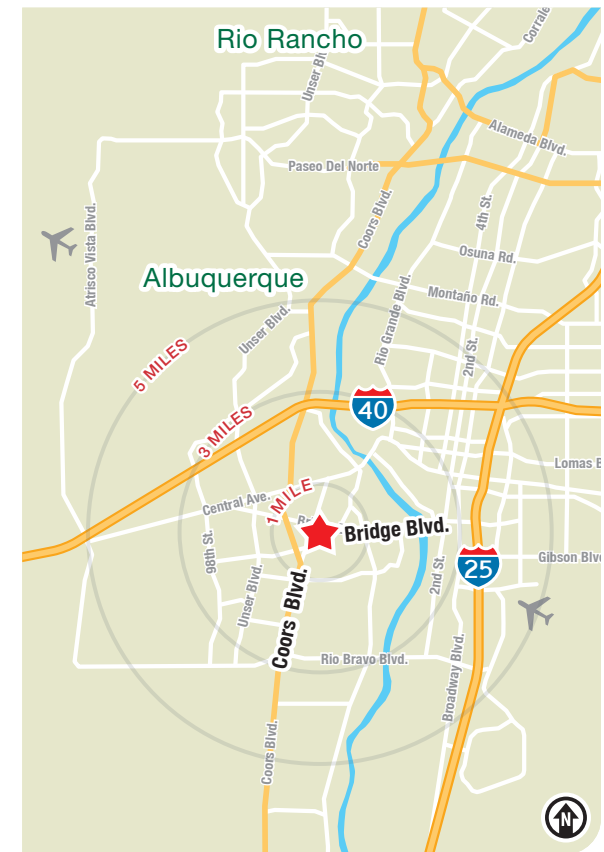 Rio Rancho
Unser Blvd.
Alameda Blvd.
Paseo Del Norte
Coors Blvd.
4th St.
Atrisco Vista Blvd.
Osuna Rd.
Albuquerque
Montaño Rd.
Rio Grande Blvd.
Unser Blvd.
2nd St.
5 MILES
3 MILES
40
Lomas
1 MILE
Central Ave.
Bridge Blvd.
98th St.
Gibson
25
2nd St.
Unser Blvd.
Coors Blvd.
Rio Bravo Blvd.
Broadway Blvd.
Coors Blvd.
N